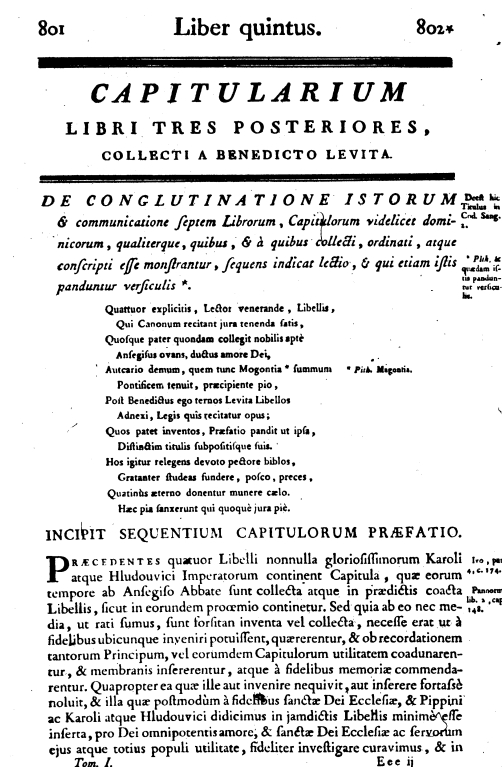 801 Liber quintus. 802*
CAPITULARIUM
LIBRI TRES POSTERIORES,
COLLECTI A BENEDICTO LEVITA.
DE CONGLUTINATIONE ISTORUM
& communicatione septem Librorum, Capitulorum videlicet domi-
nicorum, qualiterque, quibus, & à quibus collecti, ordinati, atque
conscripti esse monstrantur, sequens indicat lectio, & qui etiam istis
panduntur versiculis *.
Deest hic
Titulus in
Cod. Sang.
2.
* Pith. &
quædam is-
tis pandun-
tur versicu-
lis.
Quattuor explicitis, Lector venerande, Libellis,
Qui Canonum recitant jura tenenda satis,
Quosque pater quondam collegit nobilis aptè
Ansegisus ovans, ductus amore Dei,
Autcario demum, quem tunc Mogontia * summum
* Pith. Magontia.
Pontificem tenuit, præcipiente pio,
Post Benedictus ego ternos Levita Libellos
Adnexi, Legis quis recitatur opus;
Quos patet inventos, Præfatio pandit ut ipsa,
Distinctim titulis subpositisque suis.
Hos igitur relegens devoto pectore biblos,
Gratanter studeas fundere, posco, preces,
Quatinùs æterno donentur munere cælo.
Hæc pia sanxerunt qui quoquè jura piè.
INCIPIT SEQUENTIUM CAPITULORUM PRÆFATIO.
PRÆCEDENTES quatuor Libelli nonnulla gloriosissimorum Karoli
atque Hludouvici Imperatorum continent Capitula, quæ eorum
tempore ab Ansegiso Abbate sunt collecta atque in prædictis coacta
Libellis, sicut in eorundem procemio continetur. Sed quia ab eo nec me-
dia, ut rati sumus, sunt forsitan inventa vel collecta, necesse erat ut à
fidelibus ubicunque inveniri potuissent, quærerentur, & ob recordationem
tantorum Principum, vel eorumdem Capitulorum utilitatem coadunaren-
tur, & membranis insererentur, atque à fidelibus memoriæ commenda-
rentur. Quapropter ea quæ ille aut invenire nequivit, aut inserere fortassè
noluit, & illa quæ postmodùm à fidelibus sanctæ Dei Ecclesiæ, & Pippini
ac Karoli atque Hludouvici didicimus in jamdictis Libellis minimè esse
inserta, pro Dei omnipotentis amore, & sanctæ Dei Ecclesiæ ac servorum
ejus atque totius populi utilitate, fideliter investigare curavimus, & in
Ivo, par.
4, c. 174.
Pannorm.
lib. 2, cap.
148.
Tom. I. Eee ij